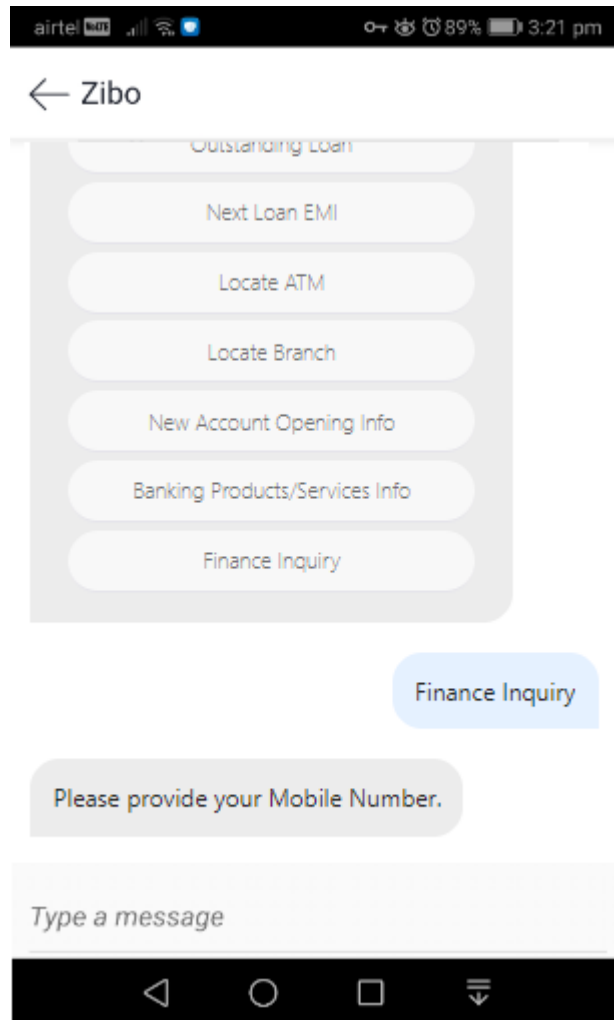 airtel VoLTE 89% 3:21 pm
Zibo
Outstanding Loan
Next Loan EMI
Locate ATM
Locate Branch
New Account Opening Info
Banking Products/Services Info
Finance Inquiry
Finance Inquiry
Please provide your Mobile Number.
Type a message